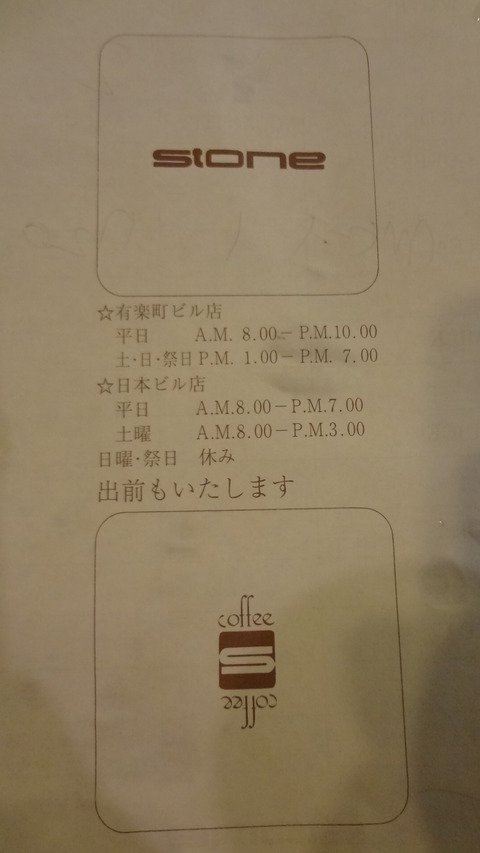 stone
☆有楽町ビル店
平日 A.M. 8.00－P.M.10.00
土·日·祭日 P.M. 1.00－P.M. 7.00
☆日本ビル店
平日 A.M.8.00－P.M.7.00
土曜 A.M.8.00－P.M.3.00
日曜·祭日 休み
出前もいたします
coffee
S
coffee